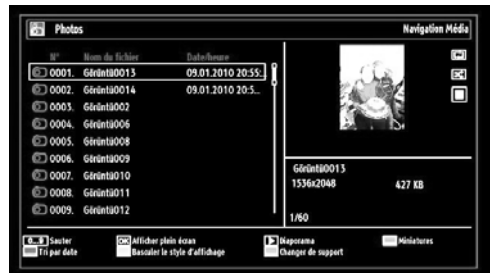 Photos
Navigation Média
N° Nom du fichier Date/heure
0001. Görüntü0013 09.01.2010 20:55:..
0002. Görüntü0014 09.01.2010 20:5...
0003. Görüntü002
0004. Görüntü006
0005. Görüntü008
0006. Görüntü009
0007. Görüntü010
0008. Görüntü011
0009. Görüntü012
Görüntü0013
1536x2048 427 KB
1/60
0...9 Sauter OK Afficher plein écran Diaporama Miniatures
Tri par date Basculer le style d'affichage Changer de support